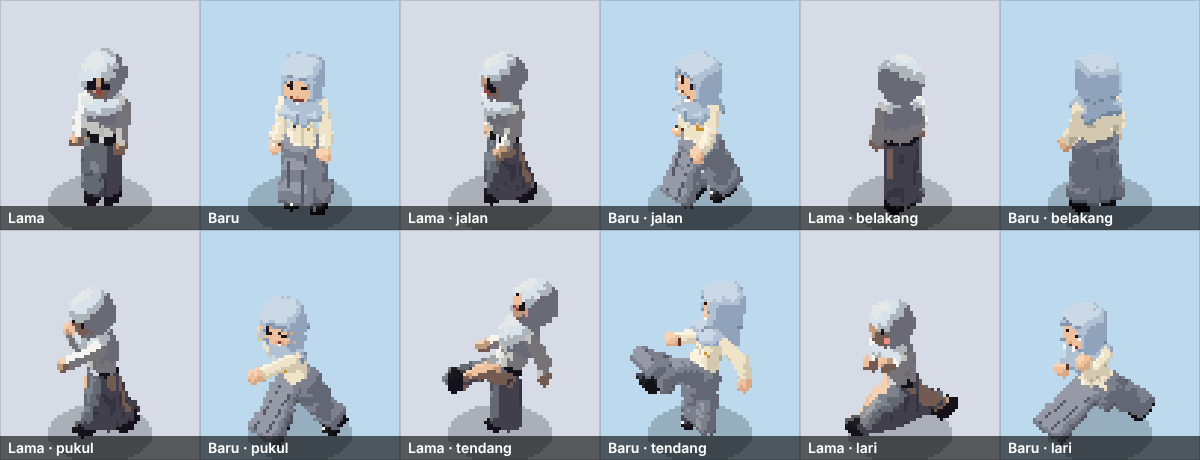 Lama
Baru
Lama · jalan
Baru · jalan
Lama · belakang
Baru · belakang
Lama · pukul
Baru · pukul
Lama · tendang
Baru · tendang
Lama · lari
Baru · lari